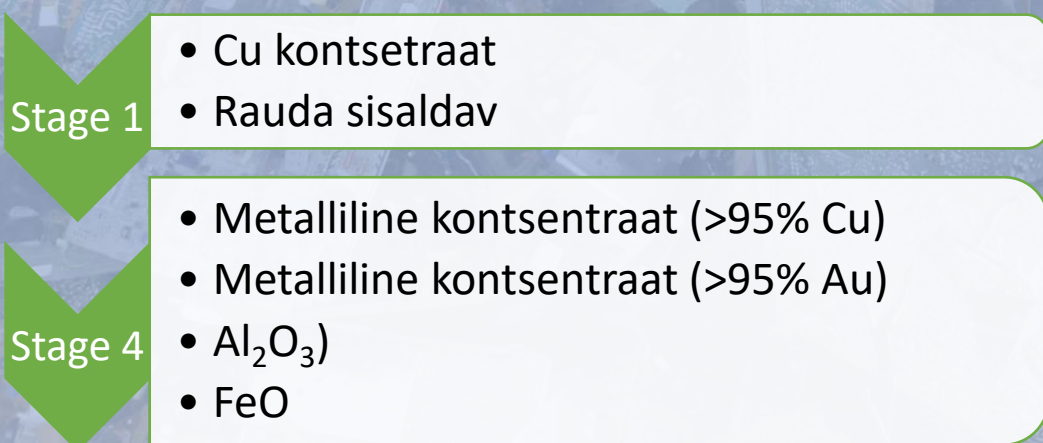 Stage 1
• Cu kontsetraat
• Rauda sisaldav
Stage 4
• Metalliline kontsentraat (>95% Cu)
• Metalliline kontsentraat (>95% Au)
• Al₂O₃)
• FeO